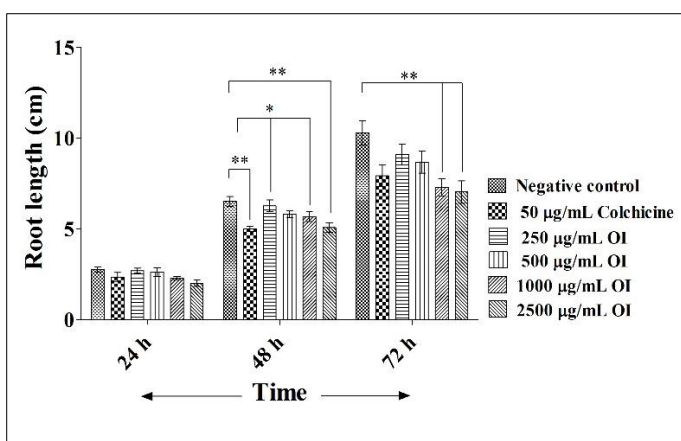 15
10
5
0
Root length (cm)
**
*
**
**
24 h
48 h
72 h
Time
Negative control
50 µg/mL Colchicine
250 µg/mL OI
500 µg/mL OI
1000 µg/mL OI
2500 µg/mL OI